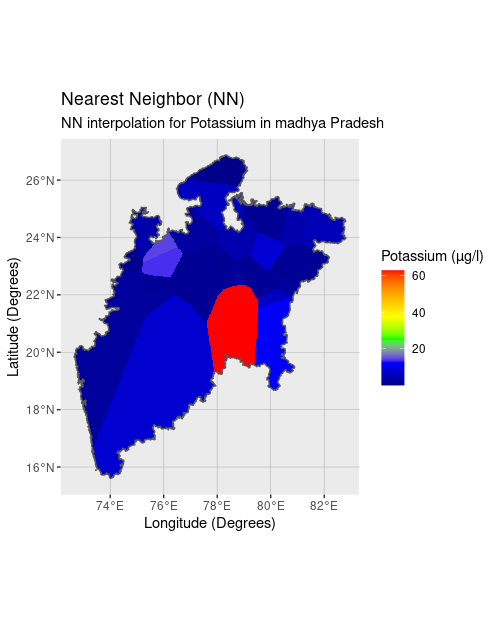 Nearest Neighbor (NN)
NN interpolation for Potassium in madhya Pradesh
26°N
24°N
22°N
20°N
18°N
16°N
Latitude (Degrees)
74°E 76°E 78°E 80°E 82°E
Longitude (Degrees)
Potassium (µg/l)
60
40
20